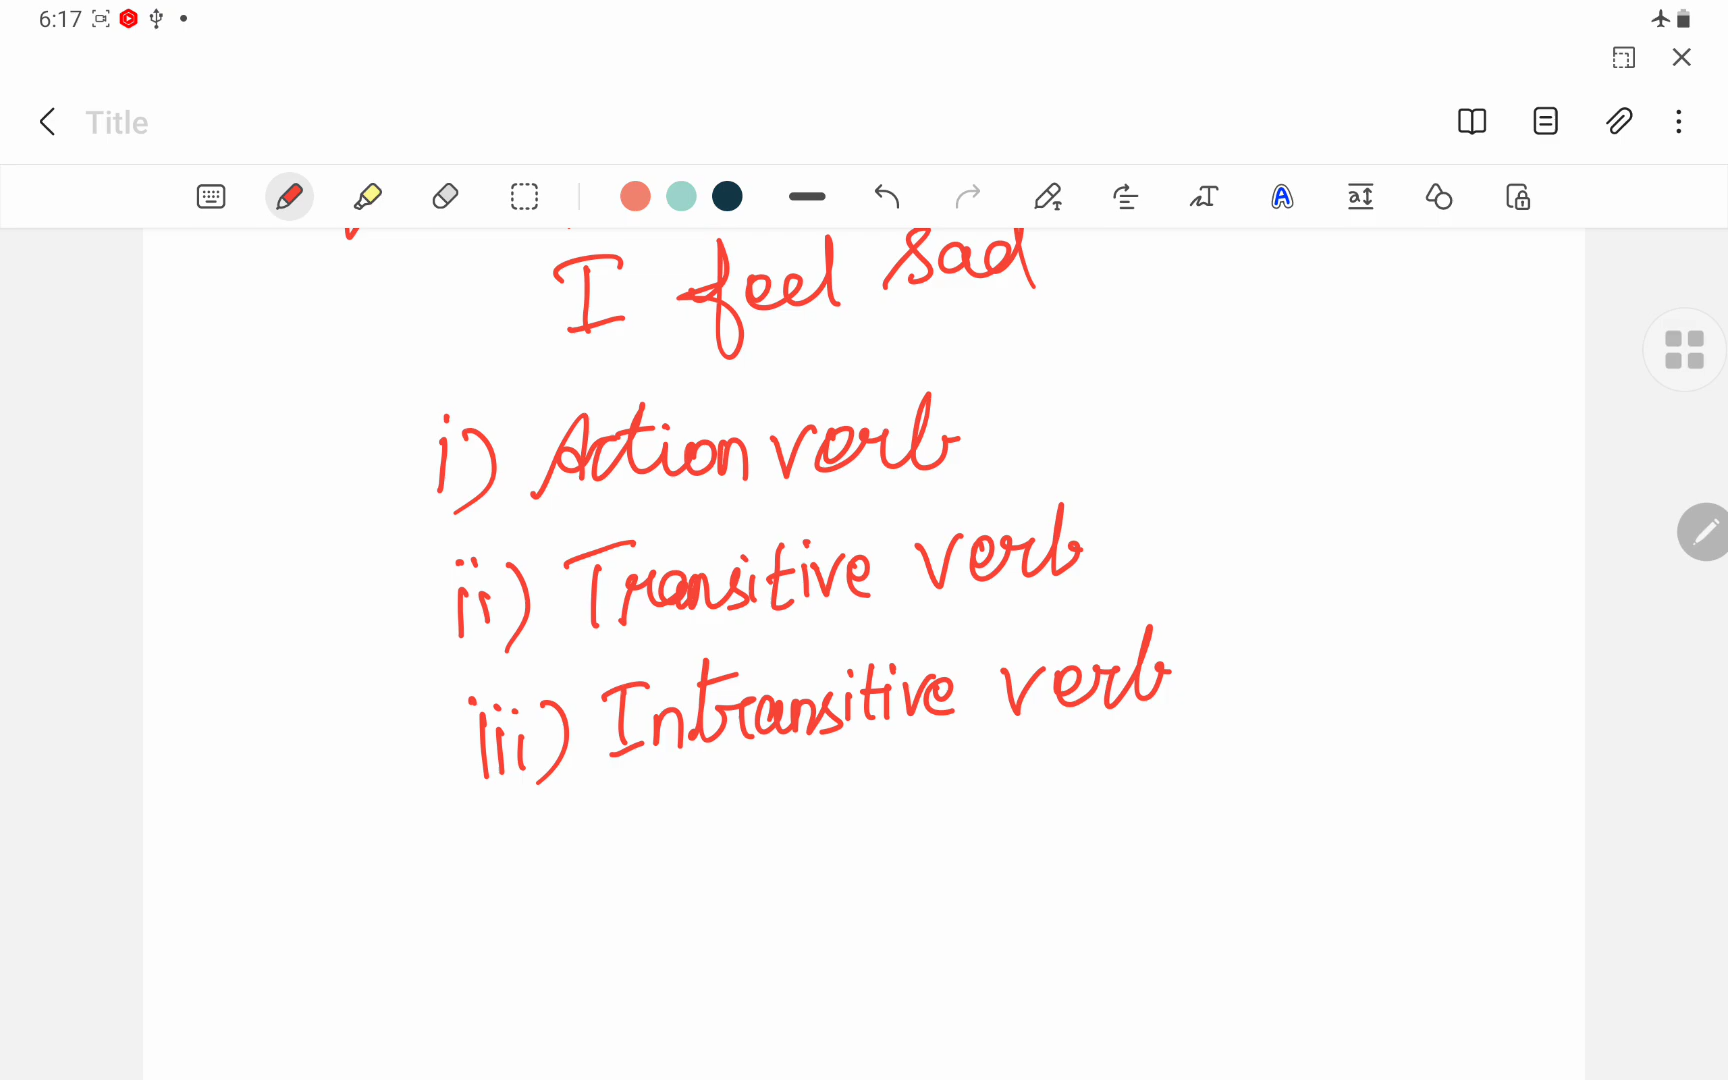 6:17
Title
I feel sad
i) Action verb
ii) Transitive verb
iii) Intransitive verb